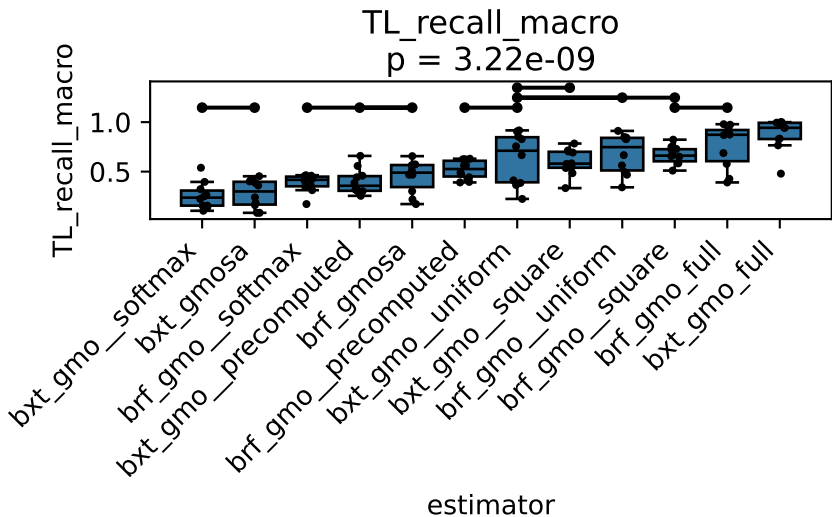 TL_recall_macro
p = 3.22e-09
TL_recall_macro
1.0
0.5
bxt_gmo__softmax
bxt_gmosa
brf_gmo__softmax
bxt_gmo__precomputed
brf_gmosa
brf_gmo__precomputed
bxt_gmo__uniform
bxt_gmo__square
brf_gmo__uniform
brf_gmo__square
brf_gmo_full
bxt_gmo_full
estimator